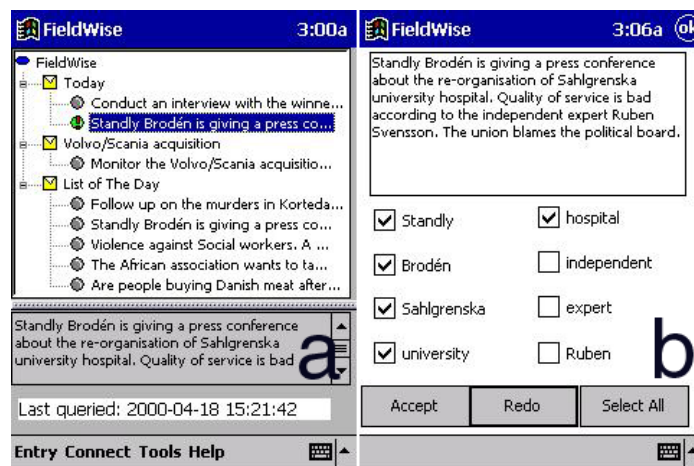 FieldWise 3:00a
FieldWise
Today
Conduct an interview with the winne...
Standly Brodén is giving a press co...
Volvo/Scania acquisition
Monitor the Volvo/Scania acquisitio...
List of The Day
Follow up on the murders in Korteda...
Standly Brodén is giving a press co...
Violence against Social workers. A ...
The African association wants to ta...
Are people buying Danish meat after...
Standly Brodén is giving a press conference
about the re-organisation of Sahlgrenska
university hospital. Quality of service is bad
a
Last queried: 2000-04-18 15:21:42
Entry Connect Tools Help
FieldWise 3:06a ok
Standly Brodén is giving a press conference
about the re-organisation of Sahlgrenska
university hospital. Quality of service is bad
according to the independent expert Ruben
Svensson. The union blames the political board.
Standly hospital
Brodén independent
Sahlgrenska expert
university Ruben
b
Accept Redo Select All